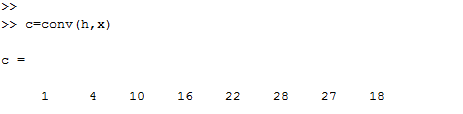 >>
>> c=conv(h,x)
c =
1 4 10 16 22 28 27 18